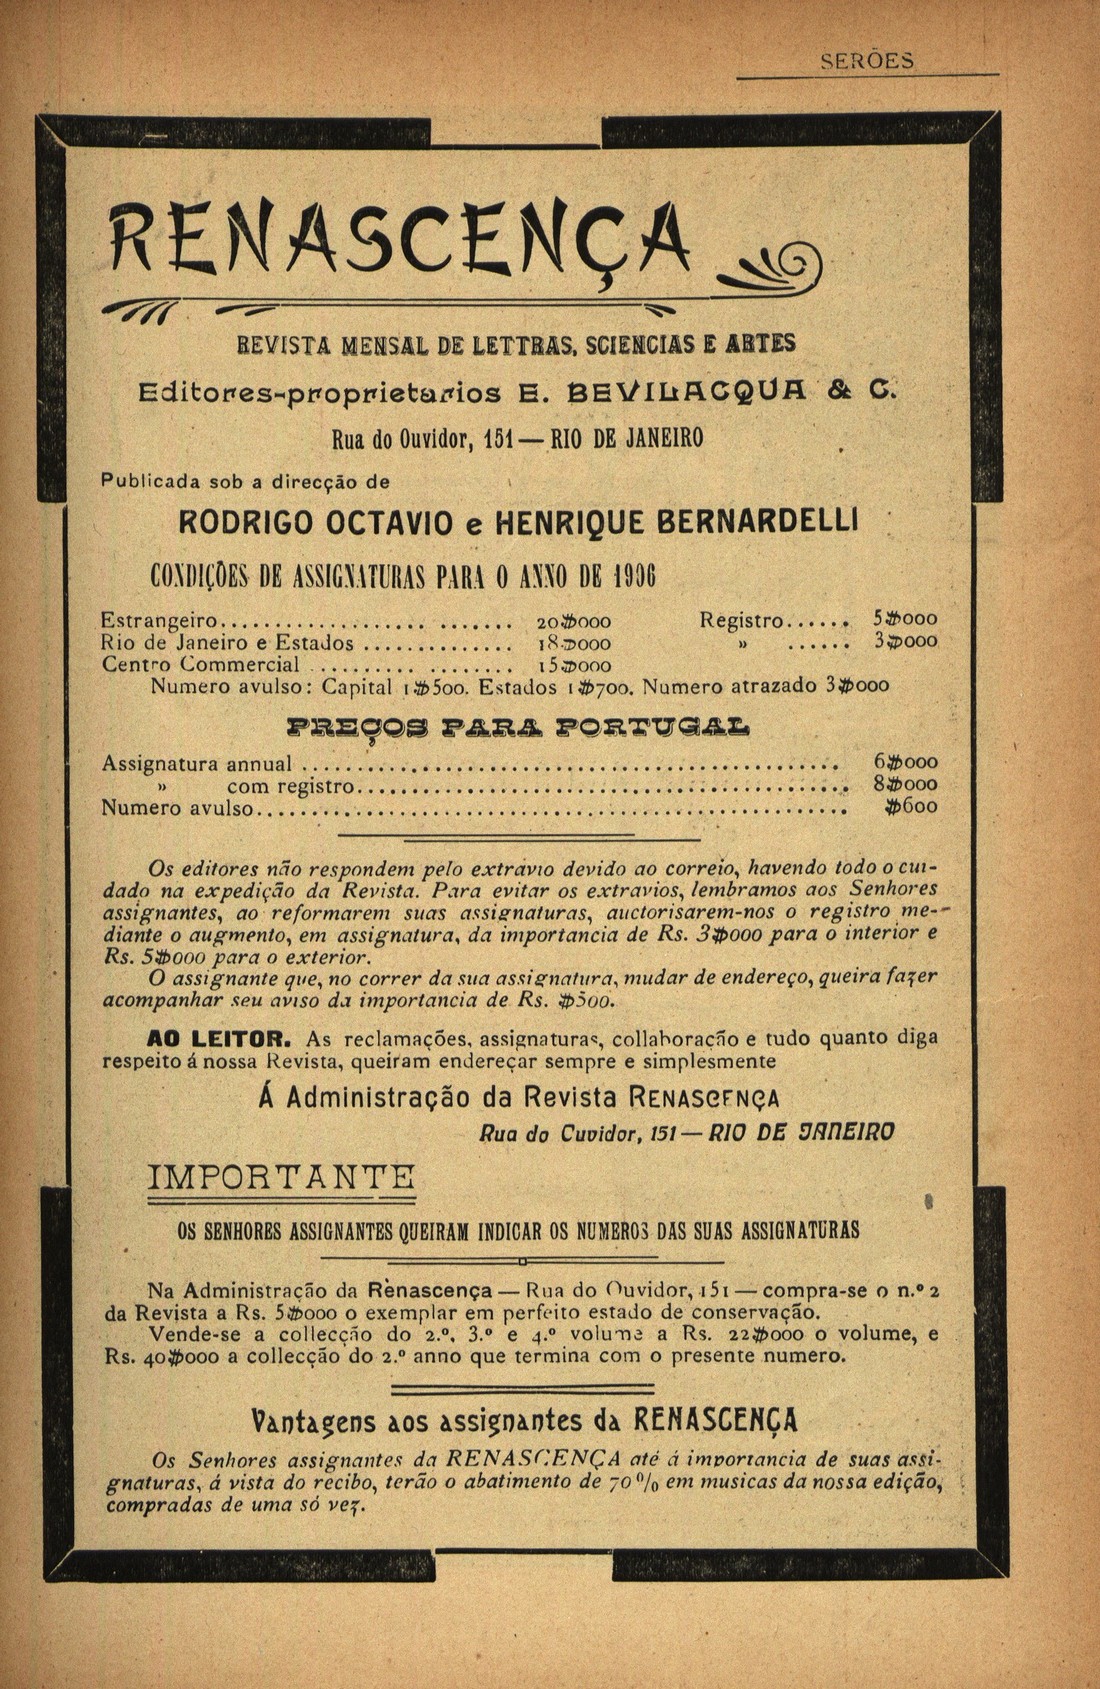 SERÕES
RENASCENÇA
REVISTA MENSAL DE LETTRAS, SCIENCIAS E ARTES
Editores-proprietarios E. BEVILACQUA & C.
Rua do Ouvidor, 151 — RIO DE JANEIRO
Publicada sob a direcção de
RODRIGO OCTAVIO e HENRIQUE BERNARDELLI
CONDIÇÕES DE ASSIGNATURAS PARA O ANNO DE 1906
Estrangeiro.................. ....... 20$000 Registro...... 5$000
Rio de Janeiro e Estados .............. 18$000 » ...... 3$000
Centro Commercial .......... ........ 15$000
Numero avulso: Capital 1$500. Estados 1$700. Numero atrazado 3$000
PREÇOS PARA PORTUGAL
Assignatura annual .................................................. 6$000
» com registro............................................. 8$000
Numero avulso....................................................... $600
Os editores não respondem pelo extravio devido ao correio, havendo todo o cui-
dado na expedição da Revista. Para evitar os extravios, lembramos aos Senhores
assignantes, ao reformarem suas assignaturas, auctorisarem-nos o registro me-
diante o augmento, em assignatura, da importancia de Rs. 3$000 para o interior e
Rs. 5$000 para o exterior.
O assignante que, no correr da sua assignatura, mudar de endereço, queira fazer
acompanhar seu aviso da importancia de Rs. $500.
AO LEITOR. As reclamações, assignaturas, collaboração e tudo quanto diga
respeito á nossa Revista, queiram endereçar sempre e simplesmente
Á Administração da Revista RENASCENÇA
Rua do Cuvidor, 151 — RIO DE JANEIRO
IMPORTANTE
OS SENHORES ASSIGNANTES QUEIRAM INDICAR OS NUMEROS DAS SUAS ASSIGNATURAS
Na Administração da Rènascença — Rua do Ouvidor, 151 — compra-se o n.º 2
da Revista a Rs. 5$000 o exemplar em perfeito estado de conservação.
Vende-se a collecção do 2.º, 3.º e 4.º volume a Rs. 22$000 o volume, e
Rs. 40$000 a collecção do 2.º anno que termina com o presente numero.
Vantagens aos assignantes da RENASCENÇA
Os Senhores assignantes da RENASCENÇA até á importancia de suas assi-
gnaturas, á vista do recibo, terão o abatimento de 70 % em musicas da nossa edição,
compradas de uma só vez.